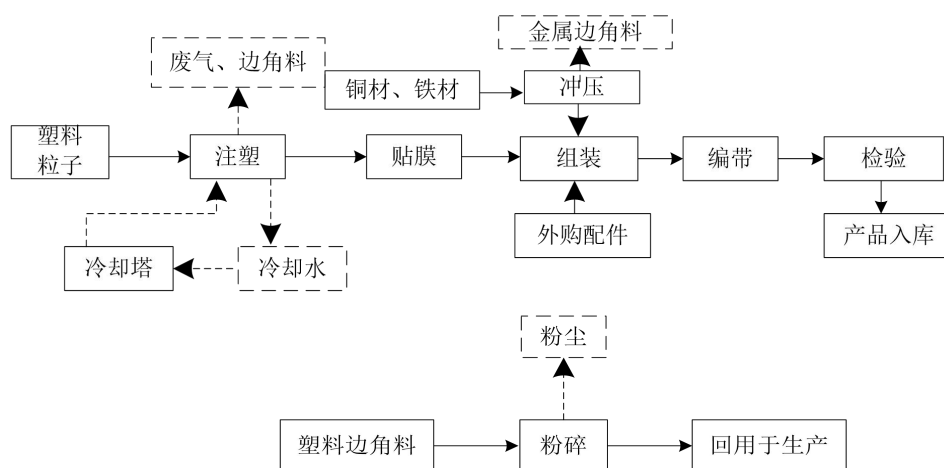 金属边角料
废气、边角料
铜材、铁材
冲压
塑料
粒子
注塑
贴膜
组装
编带
检验
外购配件
产品入库
冷却塔
冷却水
粉尘
塑料边角料
粉碎
回用于生产